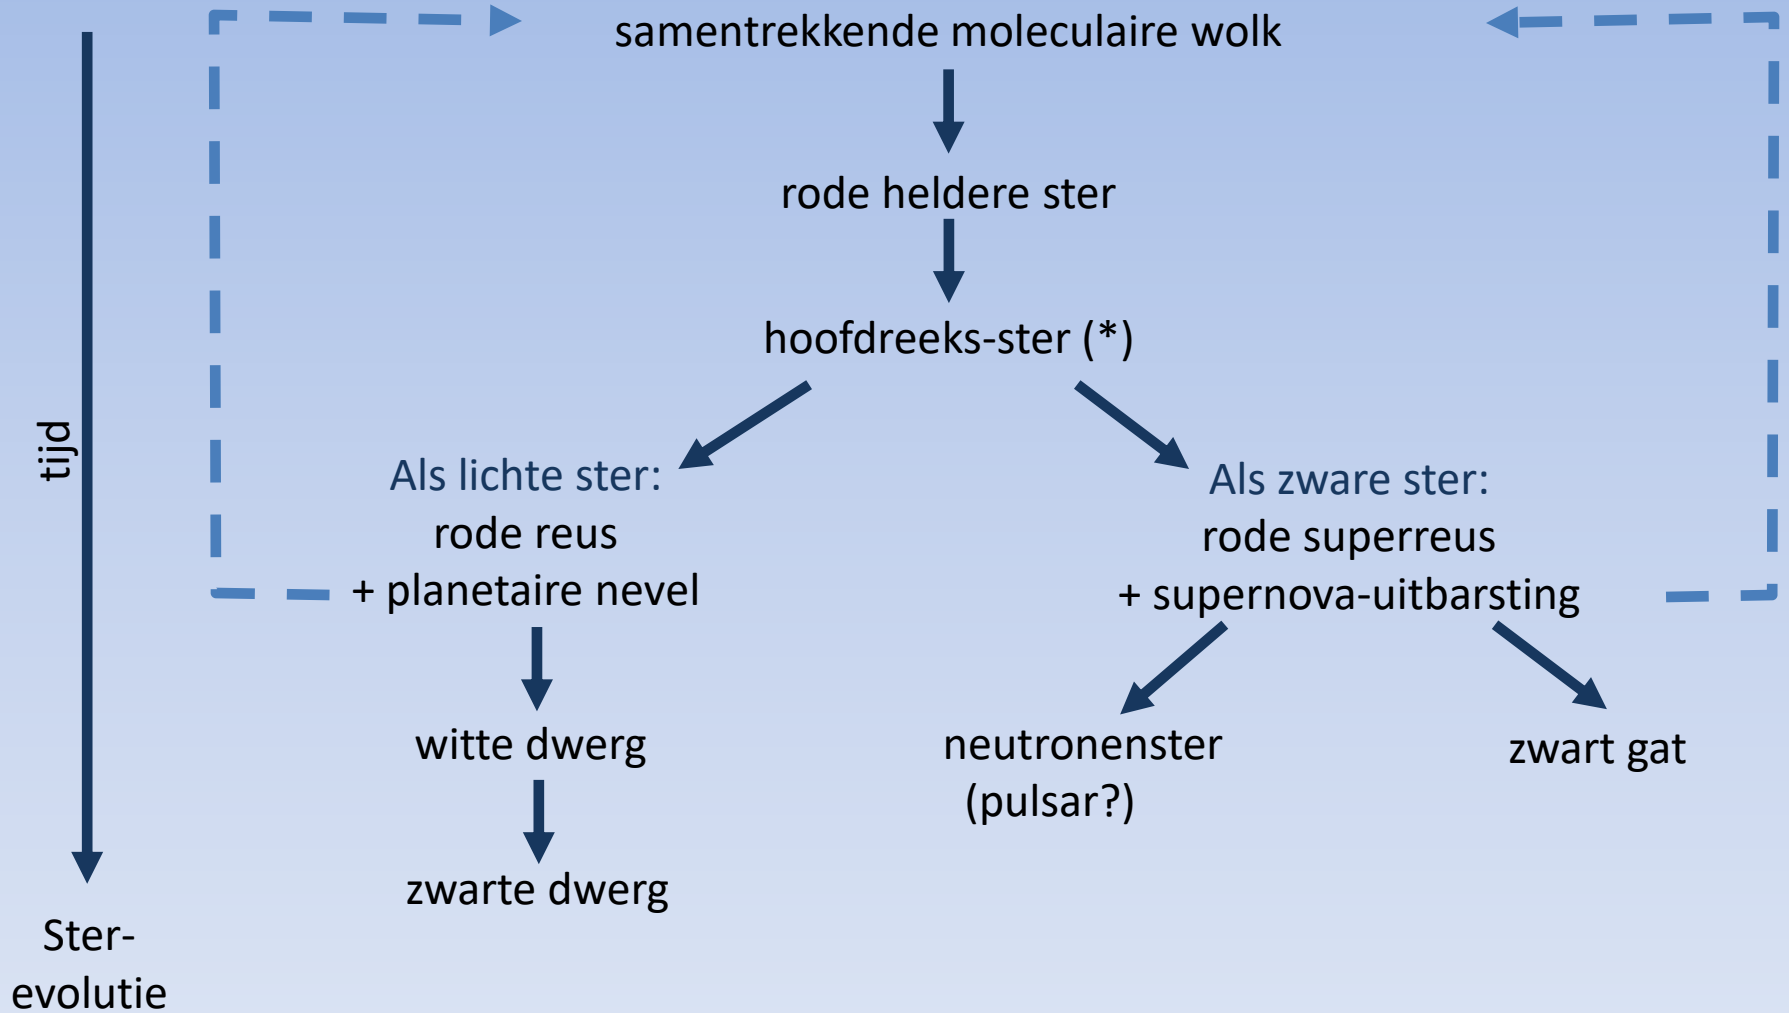 samentrekkende moleculaire wolk
rode heldere ster
hoofdreeks-ster (*)
tijd
Als lichte ster:
rode reus
+ planetaire nevel
Als zware ster:
rode superreus
+ supernova-uitbarsting
witte dwerg
neutronenster
(pulsar?)
zwart gat
zwarte dwerg
Ster-
evolutie